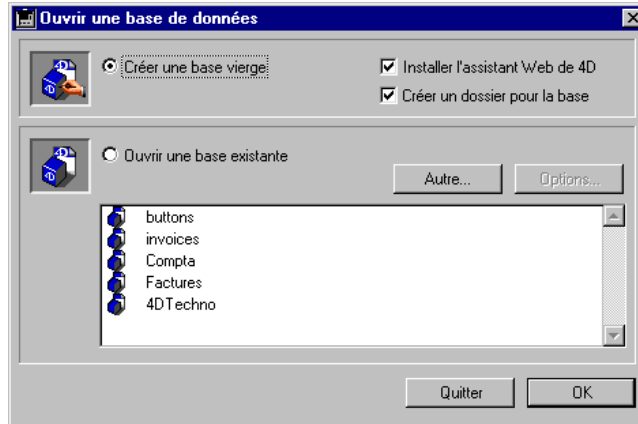 Ouvrir une base de données
Créer une base vierge
Installer l'assistant Web de 4D
Créer un dossier pour la base
Ouvrir une base existante
Autre...
Options...
buttons
invoices
Compta
Factures
4DTechno
Quitter
OK